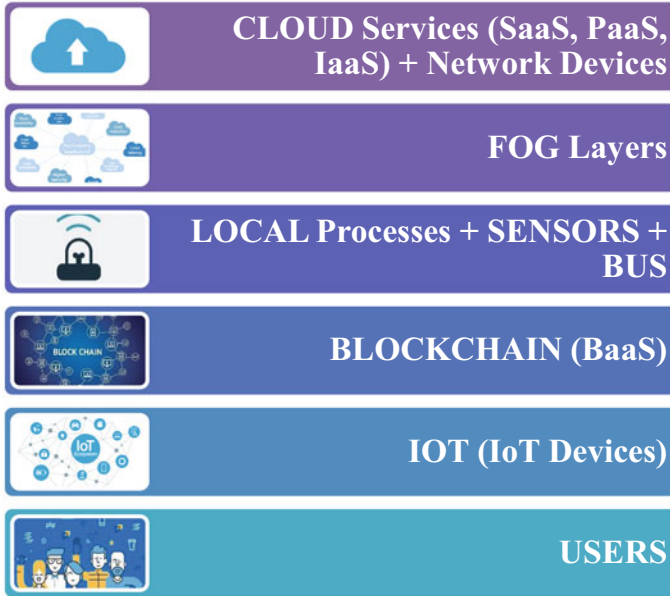 CLOUD Services (SaaS, PaaS,
IaaS) + Network Devices
FOG Layers
LOCAL Processes + SENSORS +
BUS
BLOCK CHAIN
BLOCKCHAIN (BaaS)
IoT
Ecosystem
IOT (IoT Devices)
USERS